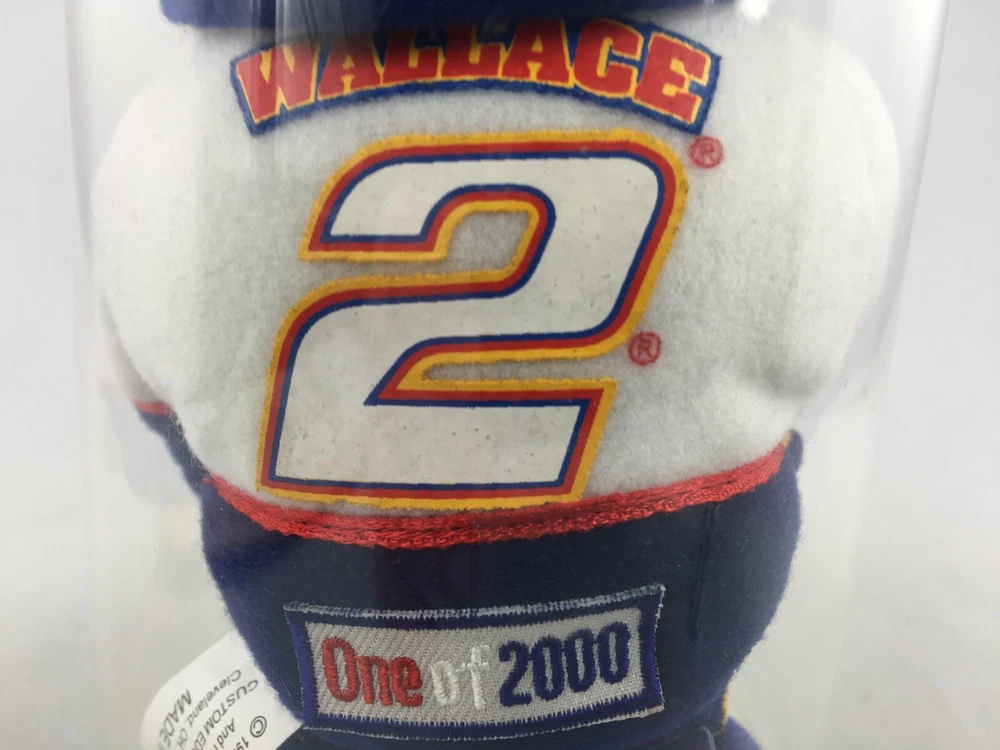 WALLACE
2
®
®
One of 2000
Cleveland, OH
MADE
CUSTOM
©